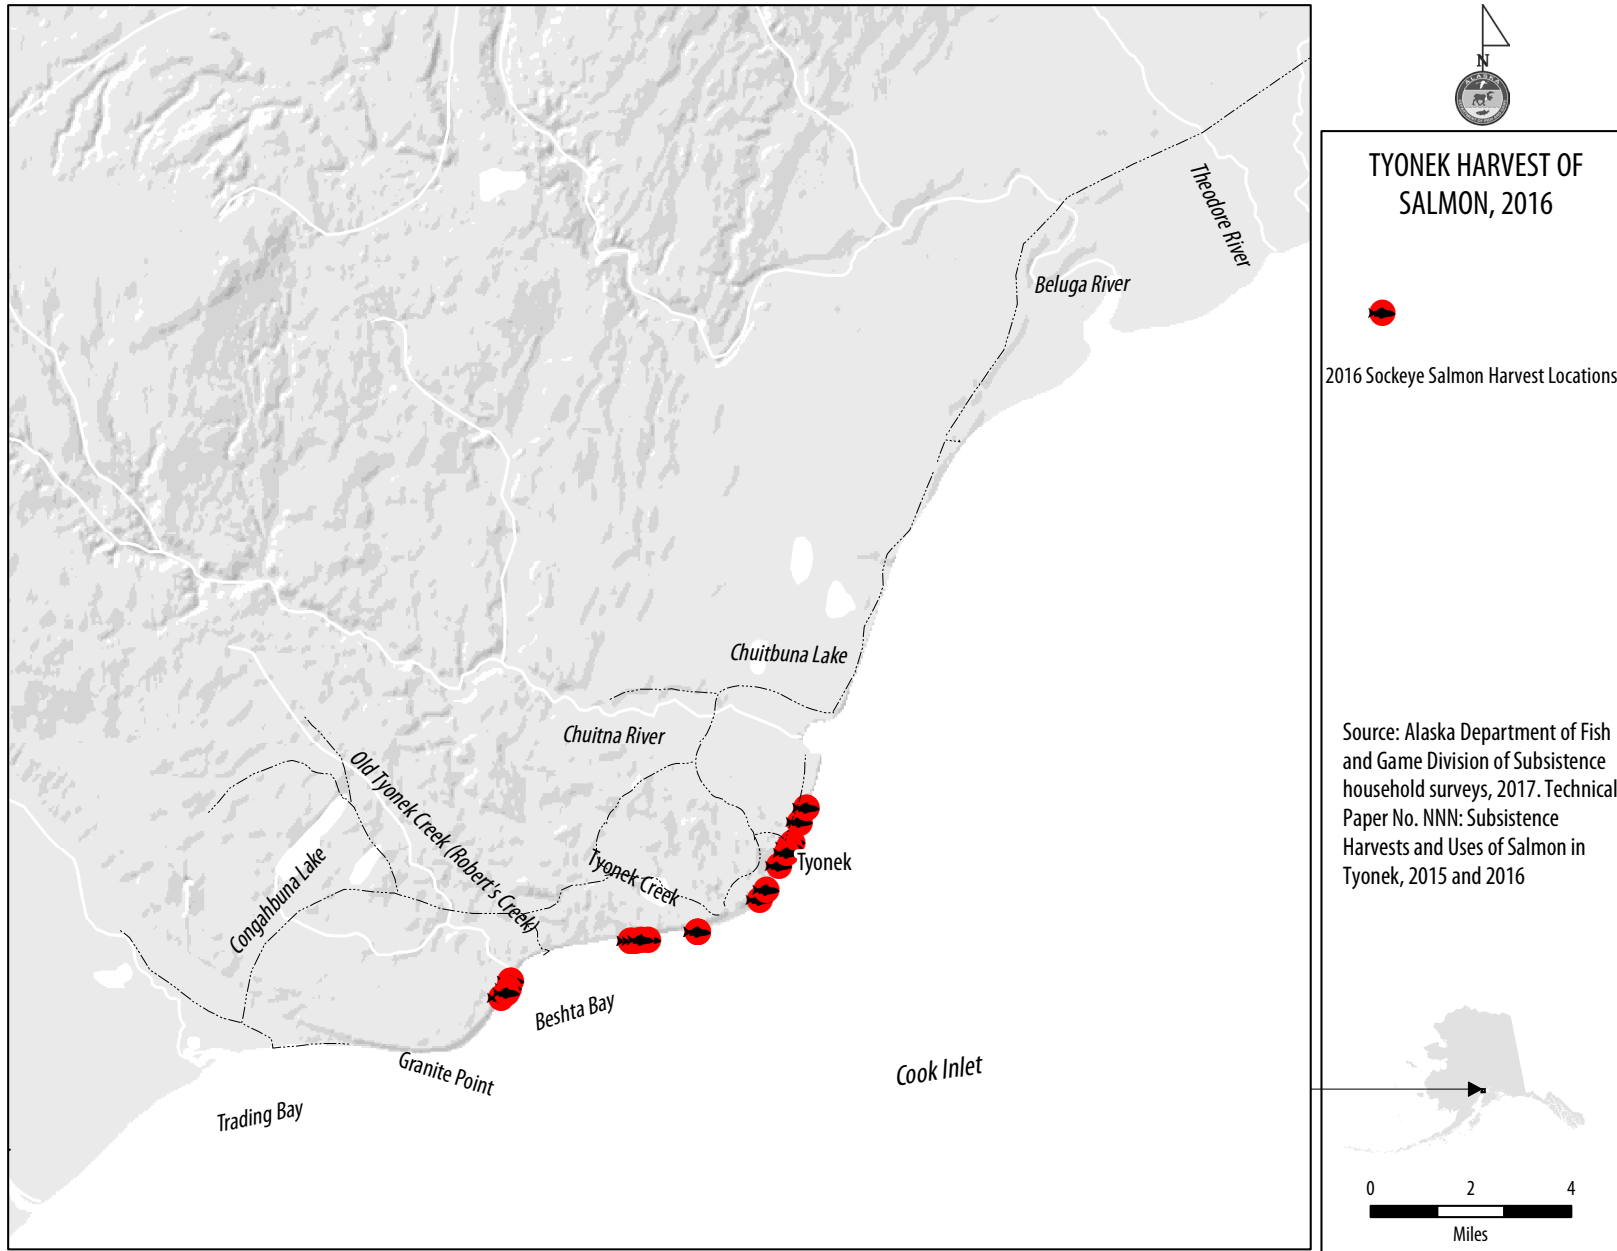 N
ALASKA
TYONEK HARVEST OF
SALMON, 2016
2016 Sockeye Salmon Harvest Locations
Source: Alaska Department of Fish
and Game Division of Subsistence
household surveys, 2017. Technical
Paper No. NNN: Subsistence
Harvests and Uses of Salmon in
Tyonek, 2015 and 2016
0 2 4
Miles
Theodore River
Beluga River
Chuitbuna Lake
Chuitna River
Old Tyonek Creek (Robert's Creek)
Tyonek Creek
Tyonek
Congahbuna Lake
Beshta Bay
Granite Point
Cook Inlet
Trading Bay